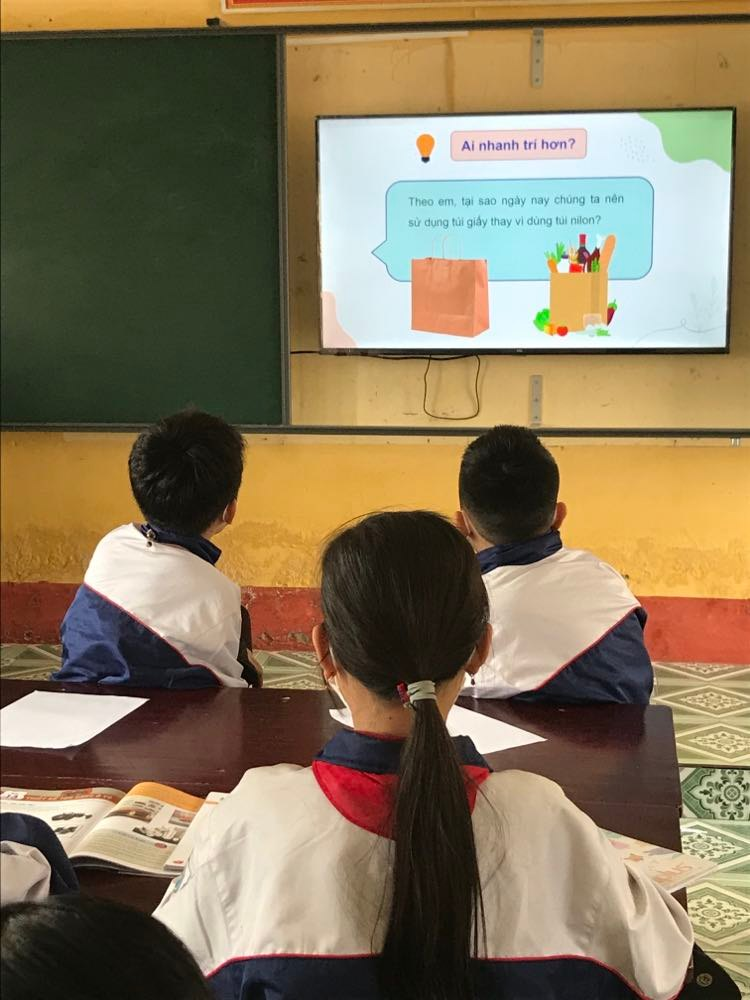 Ai nhanh trí hơn?
Theo em, tại sao ngày nay chúng ta nên
sử dụng túi giấy thay vì dùng túi nilon?